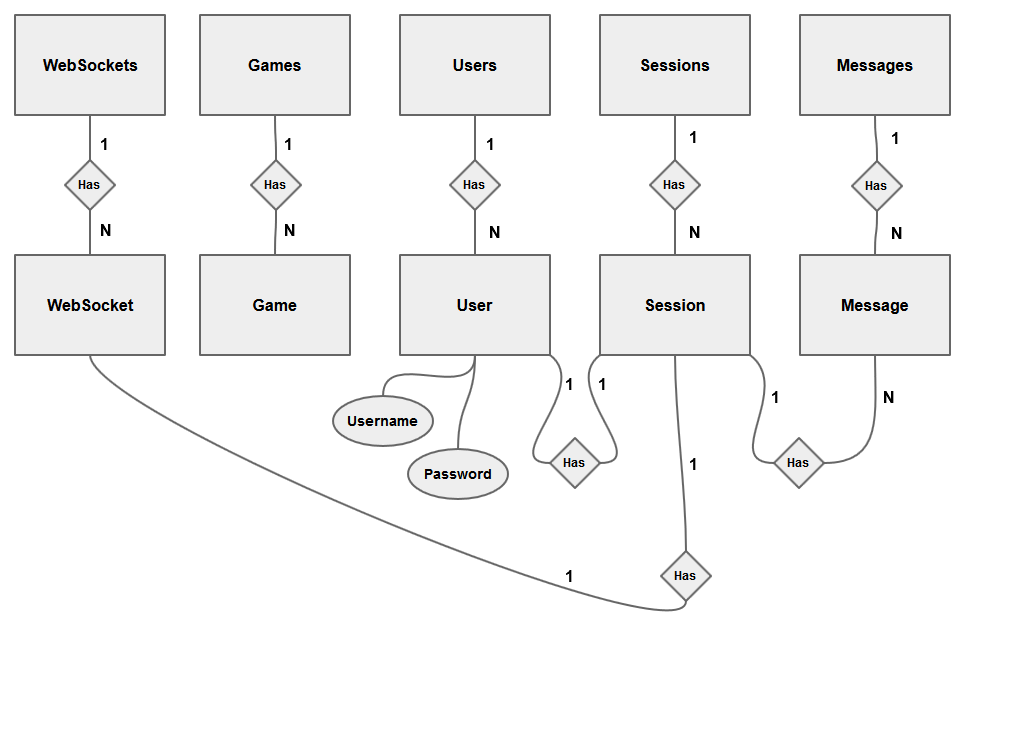 WebSockets
Games
Users
Sessions
Messages
1
1
1
1
1
Has
Has
Has
Has
Has
N
N
N
N
N
WebSocket
Game
User
Session
Message
1
1
1
N
Username
Password
Has
1
Has
1
Has